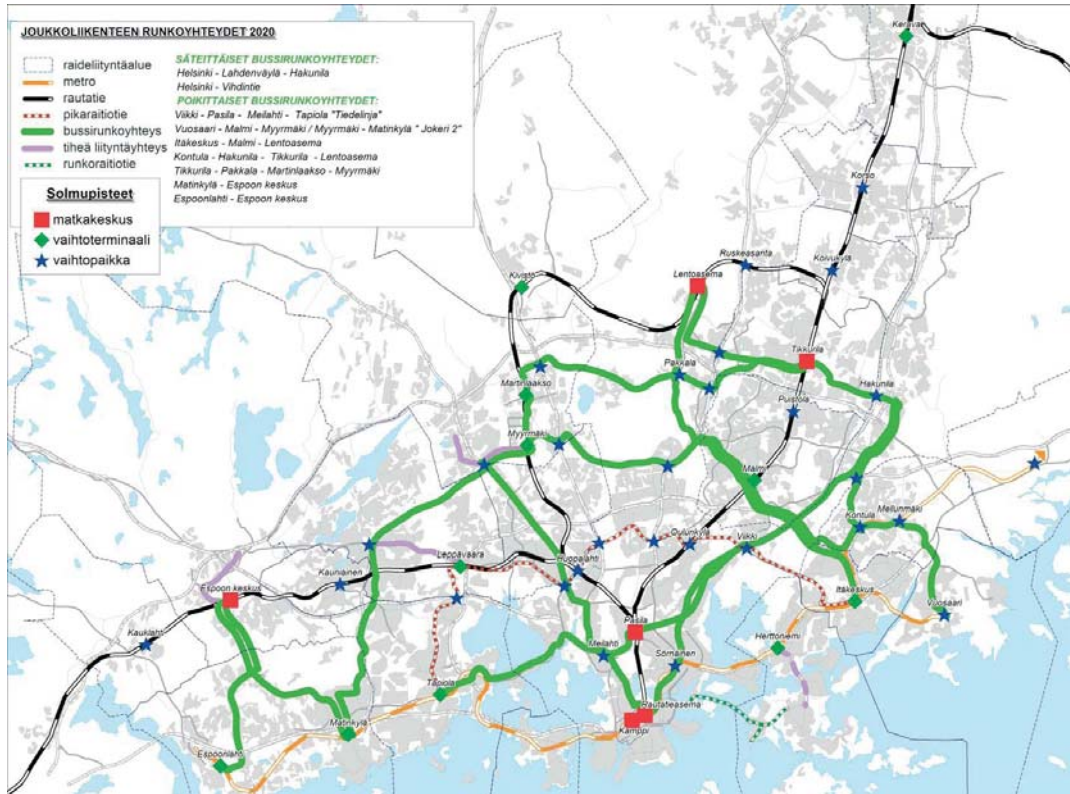 JOUKKOLIIKENTEEN RUNKOYHTEYDET 2020
raideliityntäalue
metro
rautatie
pikaraitiotie
bussirunkoyhteys
tiheä liityntäyhteys
runkoraitiotie
SÄTEITTÄISET BUSSIRUNKOYHTEYDET:
Helsinki - Lahdenväylä - Hakunila
Helsinki - Vihdintie
POIKITTAISET BUSSIRUNKOYHTEYDET:
Viikki - Pasila - Meilahti - Tapiola "Tiedelinja"
Vuosaari - Malmi - Myyrmäki / Myyrmäki - Matinkylä " Jokeri 2"
Itäkeskus - Malmi - Lentoasema
Kontula - Hakunila - Tikkurila - Lentoasema
Tikkurila - Pakkala - Martinlaakso - Myyrmäki
Matinkylä - Espoon keskus
Espoonlahti - Espoon keskus
Solmupisteet
matkakeskus
vaihtoterminaali
vaihtopaikka
Kerava
Korso
Ruskeasanta
Koivukylä
Kivistö
Lentoasema
Tikkurila
Pakkala
Hakunila
Martinlaakso
Puistola
Myyrmäki
Malmi
Mellunmäki
Kontula
Oulunkylä
Viikki
Huopalahti
Leppävaara
Kauniainen
Espoon keskus
Itäkeskus
Vuosaari
Kauklahti
Pasila
Meilahti
Herttoniemi
Sörnäinen
Tapiola
Rautatieasema
Kamppi
Matinkylä
Espoonlahti